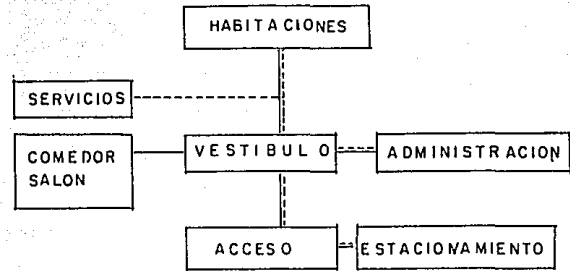 HABITACIONES
SERVICIOS
COMEDOR
SALON
VESTIBULO
ADMINISTRACION
ACCESO
ESTACIONAMIENTO